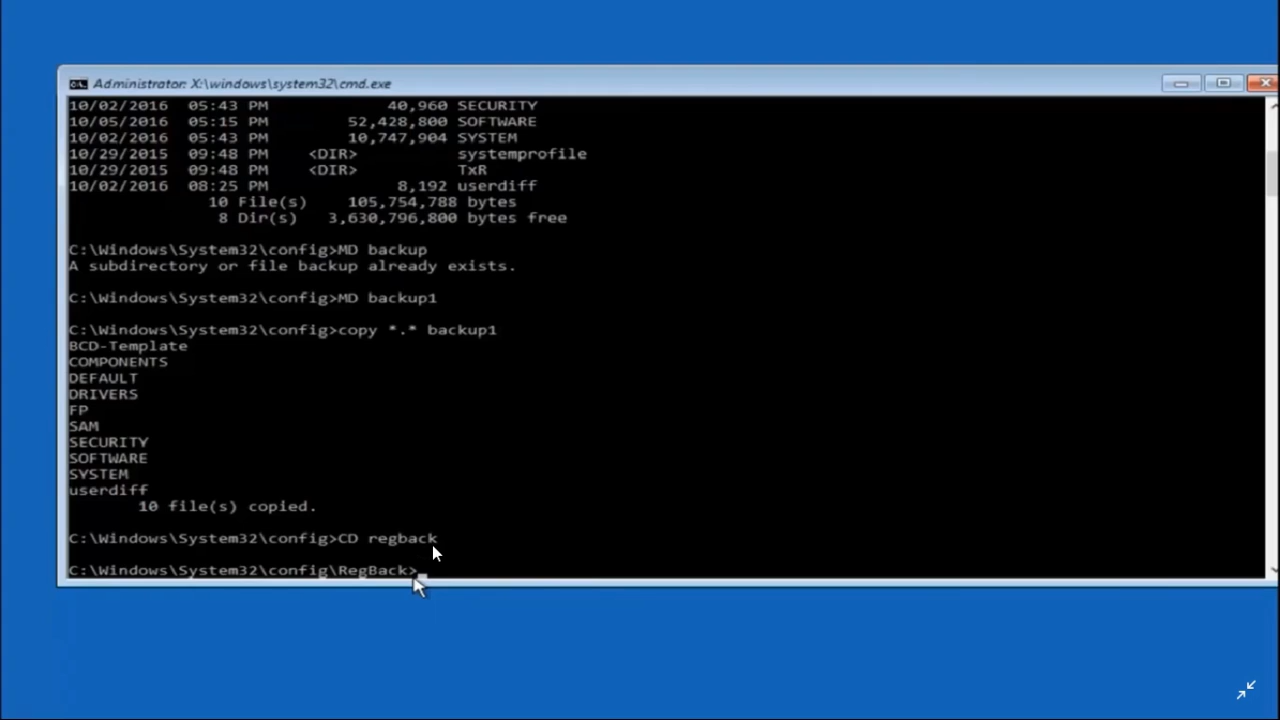 Administrator: X:\windows\system32\cmd.exe
10/02/2016 05:43 PM 40,960 SECURITY
10/05/2016 05:15 PM 52,428,800 SOFTWARE
10/02/2016 05:43 PM 10,747,904 SYSTEM
10/29/2015 09:48 PM <DIR> systemprofile
10/29/2015 09:48 PM <DIR> TxR
10/02/2016 08:25 PM 8,192 userdiff
10 File(s) 105,754,788 bytes
8 Dir(s) 3,630,796,800 bytes free
C:\Windows\System32\config>MD backup
A subdirectory or file backup already exists.
C:\Windows\System32\config>MD backup1
C:\Windows\System32\config>copy *.* backup1
BCD-Template
COMPONENTS
DEFAULT
DRIVERS
FP
SAM
SECURITY
SOFTWARE
SYSTEM
userdiff
10 file(s) copied.
C:\Windows\System32\config>CD regback
C:\Windows\System32\config\RegBack>